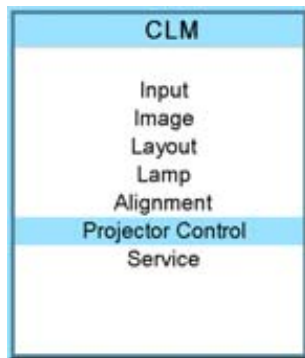 CLM
Input
Image
Layout
Lamp
Alignment
Projector Control
Service